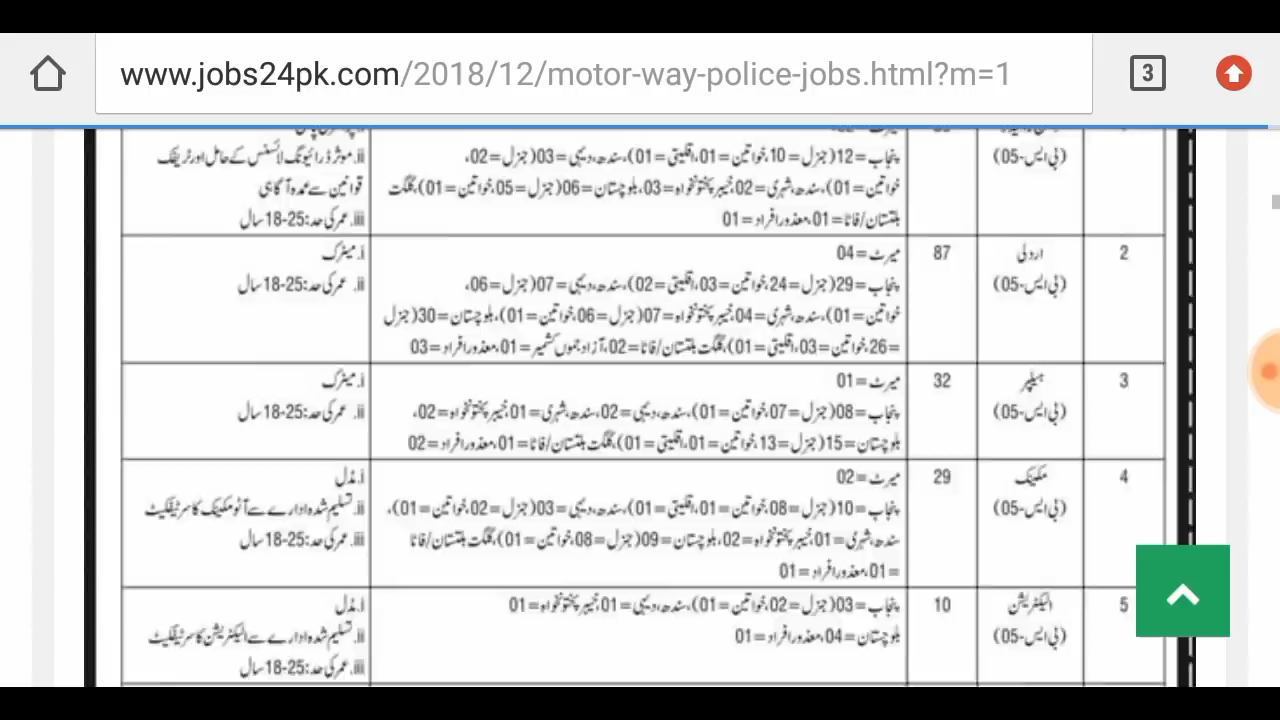 www.jobs24pk.com/2018/12/motor-way-police-jobs.html?m=1
3
(بی ایس-05)
پنجاب=12(جنرل=10، خواتین=01، اقلیتی=01)، سندھ، دیہی=03(جنرل=02،
خواتین=01)، سندھ، شہری=02، خیبر پختونخواہ=03، بلوچستان=06(جنرل=05، خواتین=01)، گلگت
بلتستان/فاٹا=01، معذور افراد=01
ii. موثر ڈرائیونگ لائسنس کے حامل اور ٹریفک
قوانین سے عمدہ آگاہی
iii. عمر کی حد: 25-18 سال
2
اردلی
(بی ایس-05)
87
میرٹ=04
پنجاب=29(جنرل=24، خواتین=03، اقلیتی=02)، سندھ، دیہی=07(جنرل=06،
خواتین=01)، سندھ، شہری=04، خیبر پختونخواہ=07(جنرل=06، خواتین=01)، بلوچستان=30(جنرل
=26، خواتین=03، اقلیتی=01)، گلگت بلتستان/فاٹا=02، آزاد جموں کشمیر=01، معذور افراد=03
i. میٹرک
ii. عمر کی حد: 25-18 سال
3
ہیلپر
(بی ایس-05)
32
میرٹ=01
پنجاب=08(جنرل=07، خواتین=01)، سندھ، دیہی=02، سندھ، شہری=01، خیبر پختونخواہ=02،
بلوچستان=15(جنرل=13، خواتین=01، اقلیتی=01)، گلگت بلتستان/فاٹا=01، معذور افراد=02
i. میٹرک
ii. عمر کی حد: 25-18 سال
4
مکینک
(بی ایس-05)
29
میرٹ=02
پنجاب=10(جنرل=08، خواتین=01، اقلیتی=01)، سندھ، دیہی=03(جنرل=02، خواتین=01)،
سندھ، شہری=01، خیبر پختونخواہ=02، بلوچستان=09(جنرل=08، خواتین=01)، گلگت بلتستان/فاٹا
=01، معذور افراد=01
i. مڈل
ii. تسلیم شدہ ادارے سے آٹو مکینک کا سرٹیفکیٹ
iii. عمر کی حد: 25-18 سال
5
الیکٹریشن
(بی ایس-05)
10
پنجاب=03(جنرل=02، خواتین=01)، سندھ، دیہی=01، خیبر پختونخواہ=01
بلوچستان=04، معذور افراد=01
i. مڈل
ii. تسلیم شدہ ادارے سے الیکٹریشن کا سرٹیفکیٹ
iii. عمر کی حد: 25-18 سال